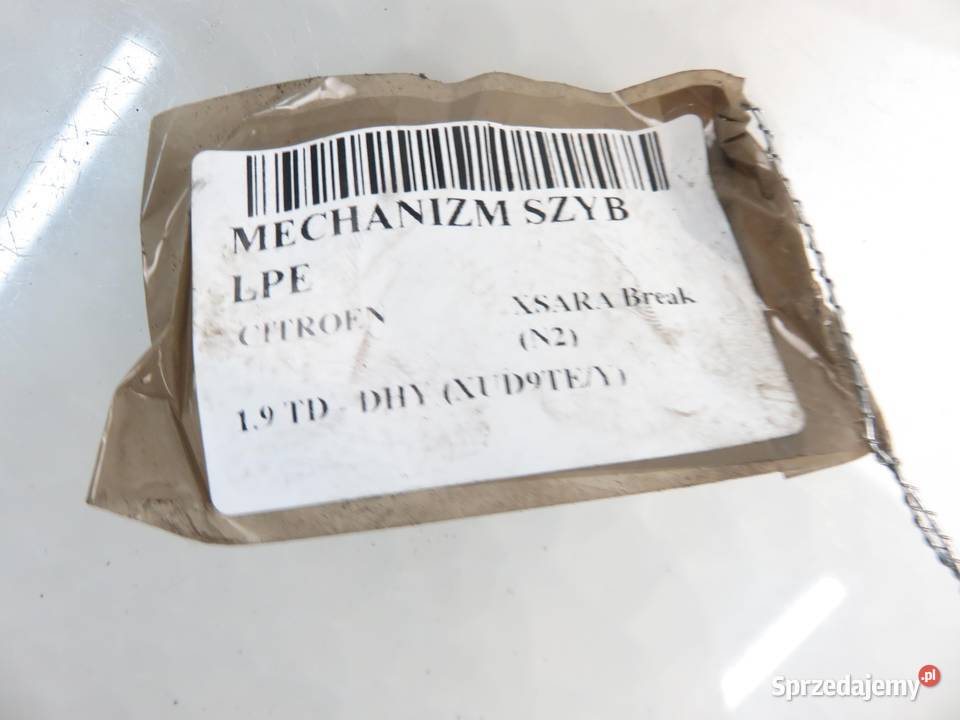 MECHANIZM SZYB
LPE
CITROEN XSARA Break
(N2)
1.9 TD - DHY (XUD9TE/Y)
Sprzedajemy.pl